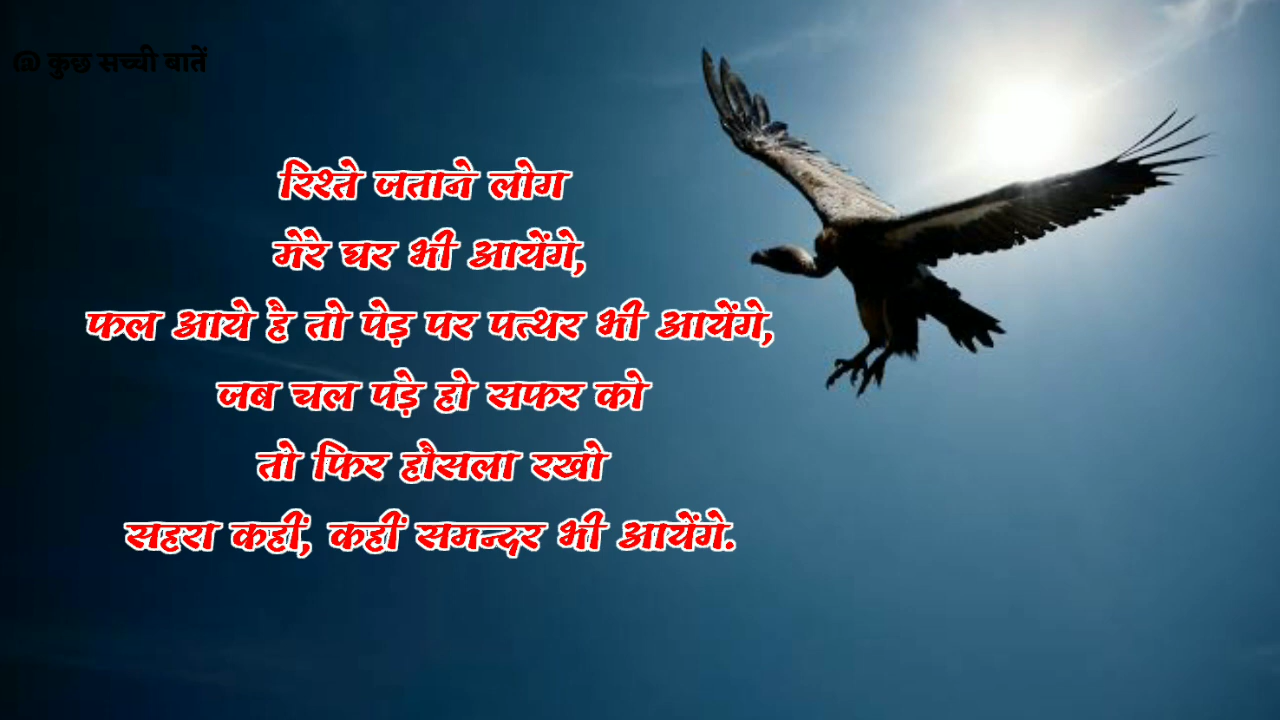 @ कुछ सच्ची बातें
रिश्ते जताने लोग
मेरे घर भी आयेंगे,
फल आये है तो पेड़ पर पत्थर भी आयेंगे,
जब चल पड़े हो सफर को
तो फिर हौसला रखो
सहरा कहीं, कहीं समन्दर भी आयेंगे.